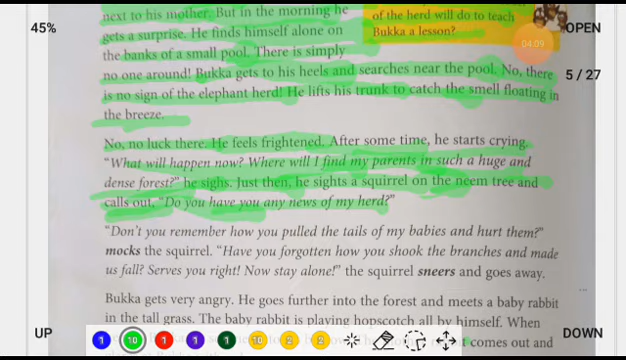 next to his mother. But in the morning he
gets a surprise. He finds himself alone on
the banks of a small pool. There is simply
no one around! Bukka gets to his heels and searches near the pool. No, there
is no sign of the elephant herd! He lifts his trunk to catch the smell floating in
the breeze.
of the herd will do to teach
Bukka a lesson?
No, no luck there. He feels frightened. After some time, he starts crying.
“What will happen now? Where will I find my parents in such a huge and
dense forest?” he sighs. Just then, he sights a squirrel on the neem tree and
calls out, “Do you have you any news of my herd?”
“Don’t you remember how you pulled the tails of my babies and hurt them?”
mocks the squirrel. “Have you forgotten how you shook the branches and made
us fall? Serves you right! Now stay alone!” the squirrel sneers and goes away.
Bukka gets very angry. He goes further into the forest and meets a baby rabbit
in the tall grass. The baby rabbit is playing hopscotch all by himself. When
comes out and
45%
04:09
OPEN
5 / 27
UP
DOWN
1
10
1
1
1
10
2
2